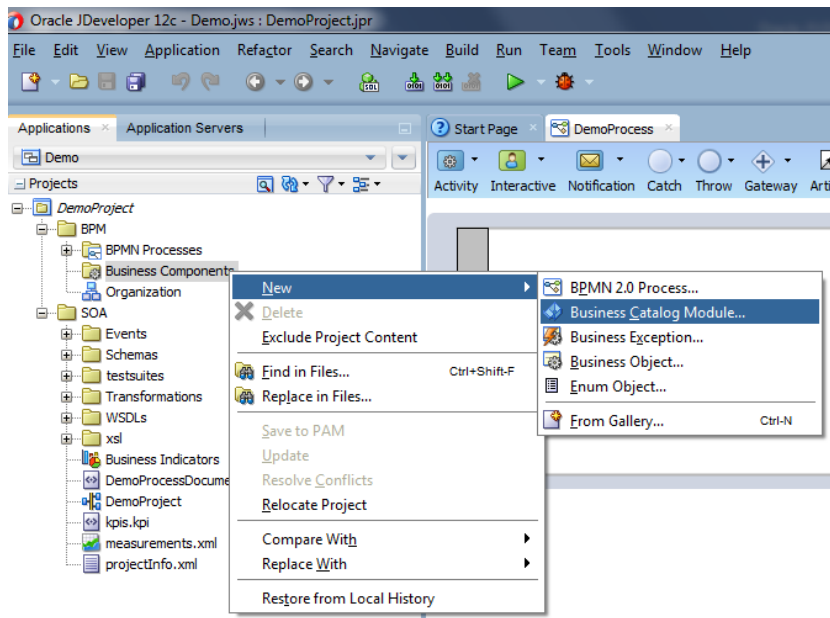 Oracle JDeveloper 12c - Demo.jws : DemoProject.jpr
File Edit View Application Refactor Search Navigate Build Run Team Tools Window Help
Applications Application Servers
Start Page DemoProcess
Demo
Activity Interactive Notification Catch Throw Gateway Arti
Projects
DemoProject
BPM
BPMN Processes
Business Components
Organization
SOA
Events
Schemas
testsuites
Transformations
WSDLs
xsl
Business Indicators
DemoProcessDocume
DemoProject
kpis.kpi
measurements.xml
projectInfo.xml
New
Delete
Exclude Project Content
Find in Files... Ctrl+Shift-F
Replace in Files...
Save to PAM
Update
Resolve Conflicts
Relocate Project
Compare With
Replace With
Restore from Local History
BPMN 2.0 Process...
Business Catalog Module...
Business Exception...
Business Object...
Enum Object...
From Gallery... Ctrl-N